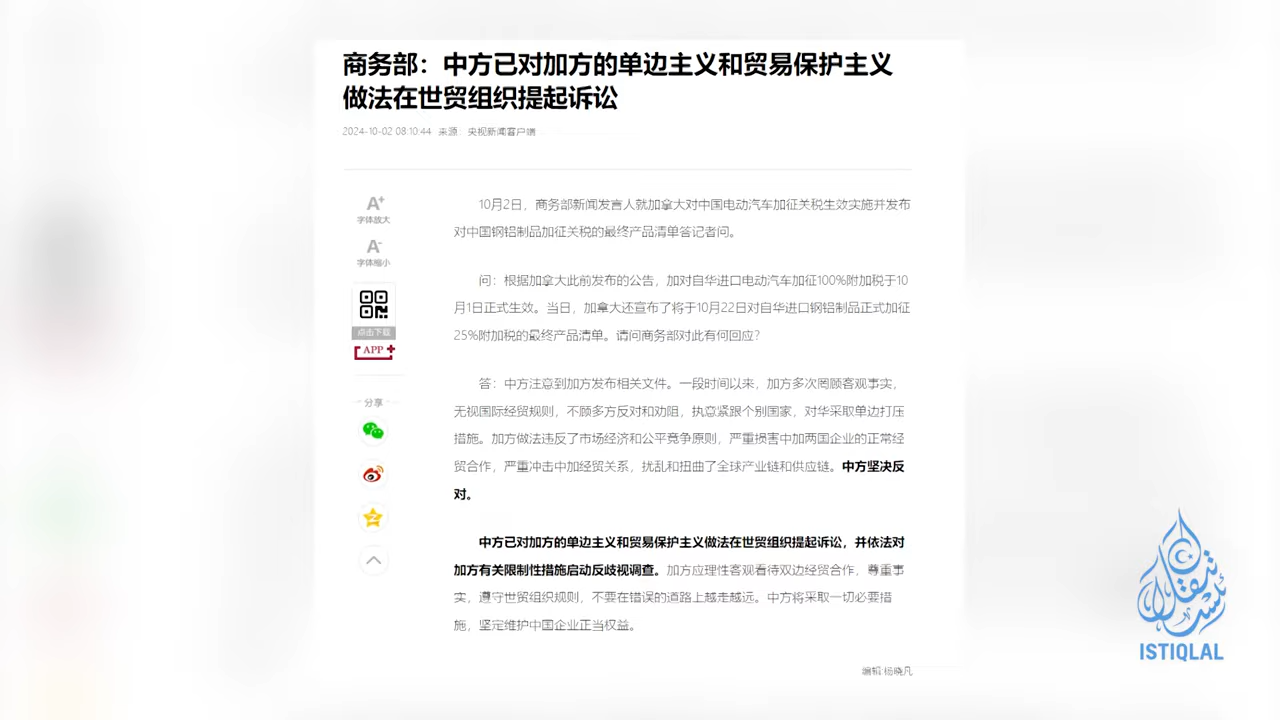 商务部：中方已对加方的单边主义和贸易保护主义
做法在世贸组织提起诉讼
2024-10-02 08:10:44 来源：央视新闻客户端
A+
字体放大
A-
字体缩小
点击下载
APP+
分享
10月2日，商务部新闻发言人就加拿大对中国电动汽车加征关税生效实施并发布
对中国钢铝制品加征关税的最终产品清单答记者问。
问：根据加拿大此前发布的公告，加对自华进口电动汽车加征100%附加税于10
月1日正式生效。当日，加拿大还宣布了将于10月22日对自华进口钢铝制品正式加征
25%附加税的最终产品清单。请问商务部对此有何回应？
答：中方注意到加方发布相关文件。一段时间以来，加方多次罔顾客观事实，
无视国际经贸规则，不顾多方反对和劝阻，执意紧跟个别国家，对华采取单边打压
措施。加方做法违反了市场经济和公平竞争原则，严重损害中加两国企业的正常经
贸合作，严重冲击中加经贸关系，扰乱和扭曲了全球产业链和供应链。中方坚决反
对。
中方已对加方的单边主义和贸易保护主义做法在世贸组织提起诉讼，并依法对
加方有关限制性措施启动反歧视调查。加方应理性客观看待双边经贸合作，尊重事
实，遵守世贸组织规则，不要在错误的道路上越走越远。中方将采取一切必要措
施，坚定维护中国企业正当权益。
编辑:杨晓凡
ISTIQLAL